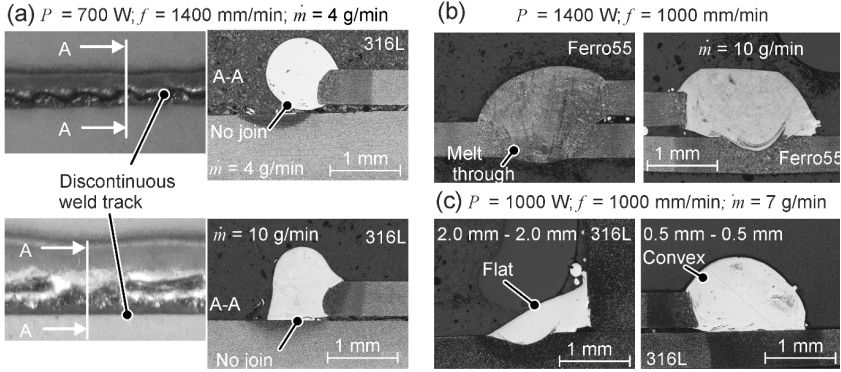 (a) P = 700 W; f = 1400 mm/min; ṁ = 4 g/min
A
A
A-A
316L
No join
ṁ = 4 g/min
1 mm
Discontinuous
weld track
A
A
ṁ = 10 g/min
316L
A-A
No join
1 mm
(b) P = 1400 W; f = 1000 mm/min
Ferro55
Melt
through
ṁ = 10 g/min
1 mm
Ferro55
(c) P = 1000 W; f = 1000 mm/min; ṁ = 7 g/min
2.0 mm - 2.0 mm 316L
Flat
0.5 mm - 0.5 mm
Convex
316L
1 mm